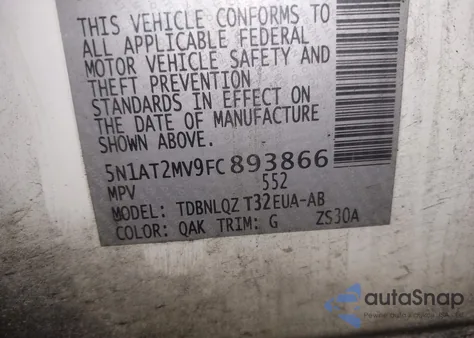 THIS VEHICLE CONFORMS TO
ALL APPLICABLE FEDERAL
MOTOR VEHICLE SAFETY AND
THEFT PREVENTION
STANDARDS IN EFFECT ON
THE DATE OF MANUFACTURE
SHOWN ABOVE.
5N1AT2MV9FC893866
MPV 552
MODEL: TDBNLQZ T32EUA-AB
COLOR: QAK TRIM: G ZS30A
autoSnap